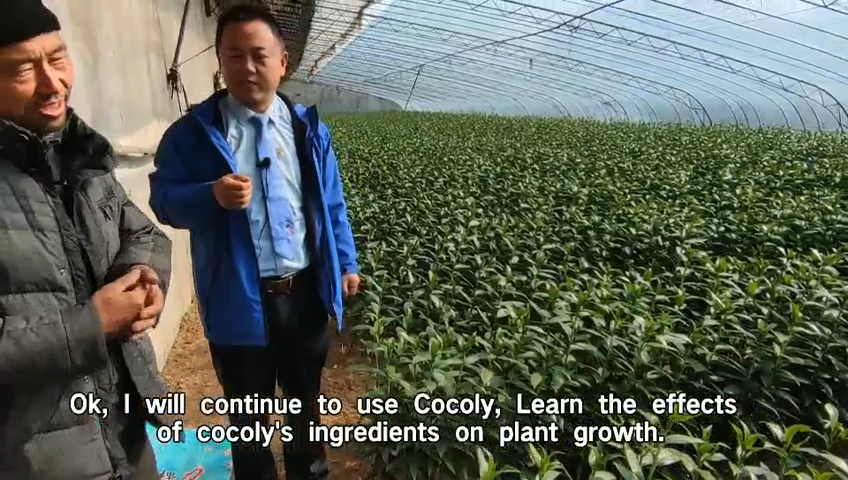 Ok, I will continue to use Cocoly, Learn the effects
of cocoly's ingredients on plant growth.